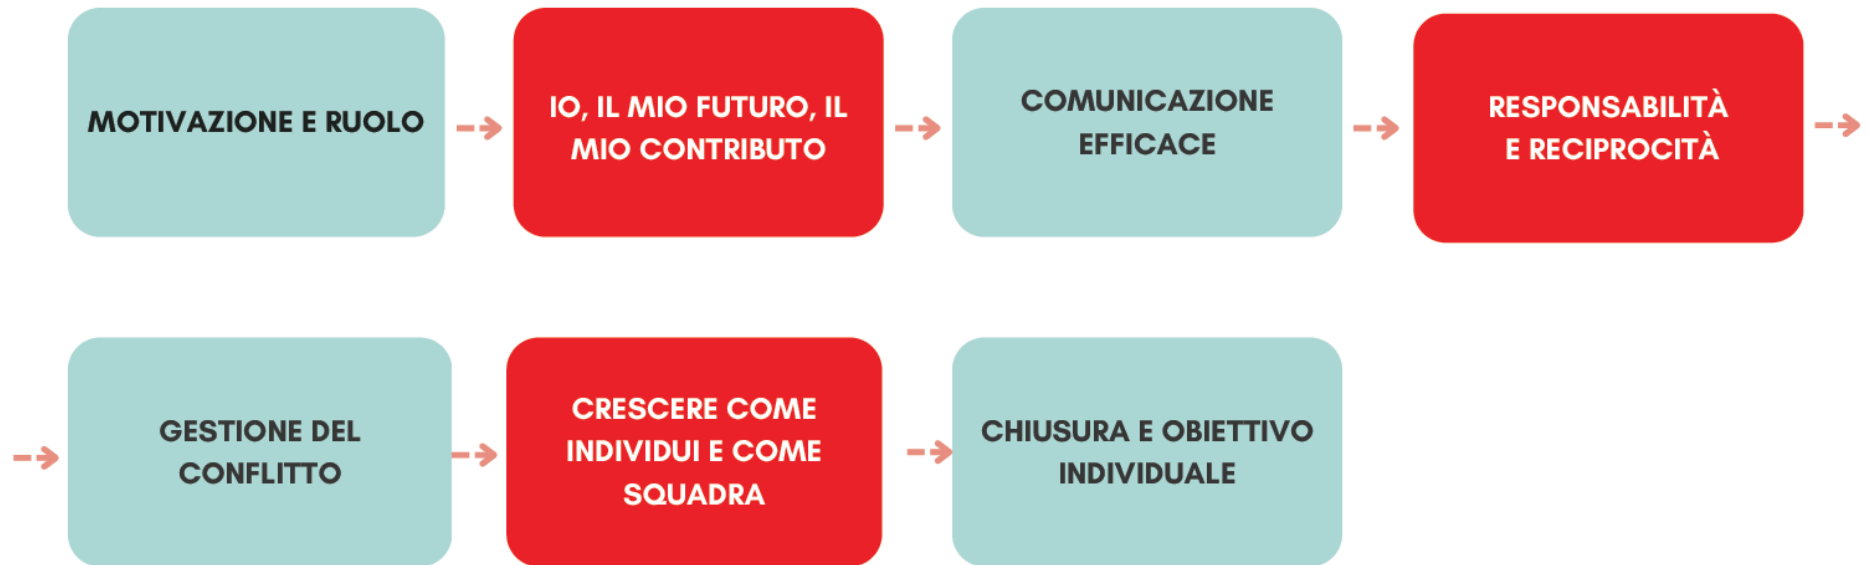 MOTIVAZIONE E RUOLO
IO, IL MIO FUTURO, IL
MIO CONTRIBUTO
COMUNICAZIONE
EFFICACE
RESPONSABILITÀ
E RECIPROCITÀ
GESTIONE DEL
CONFLITTO
CRESCERE COME
INDIVIDUI E COME
SQUADRA
CHIUSURA E OBIETTIVO
INDIVIDUALE